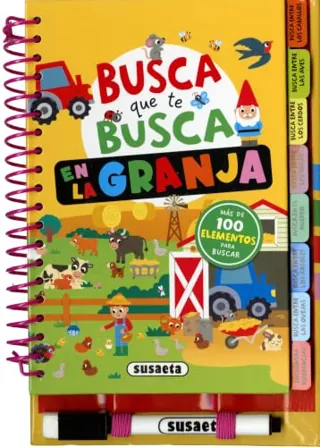 BUSCA
que te
BUSCA
EN LA GRANJA
MÁS DE
100
ELEMENTOS
PARA
BUSCAR
susaeta
BUSCA ENTRE
LOS CABALLOS
BUSCA ENTRE
LAS AVES
BUSCA ENTRE
LOS CERDOS
BUSCA ENTRE
LAS OVEJAS
susaet